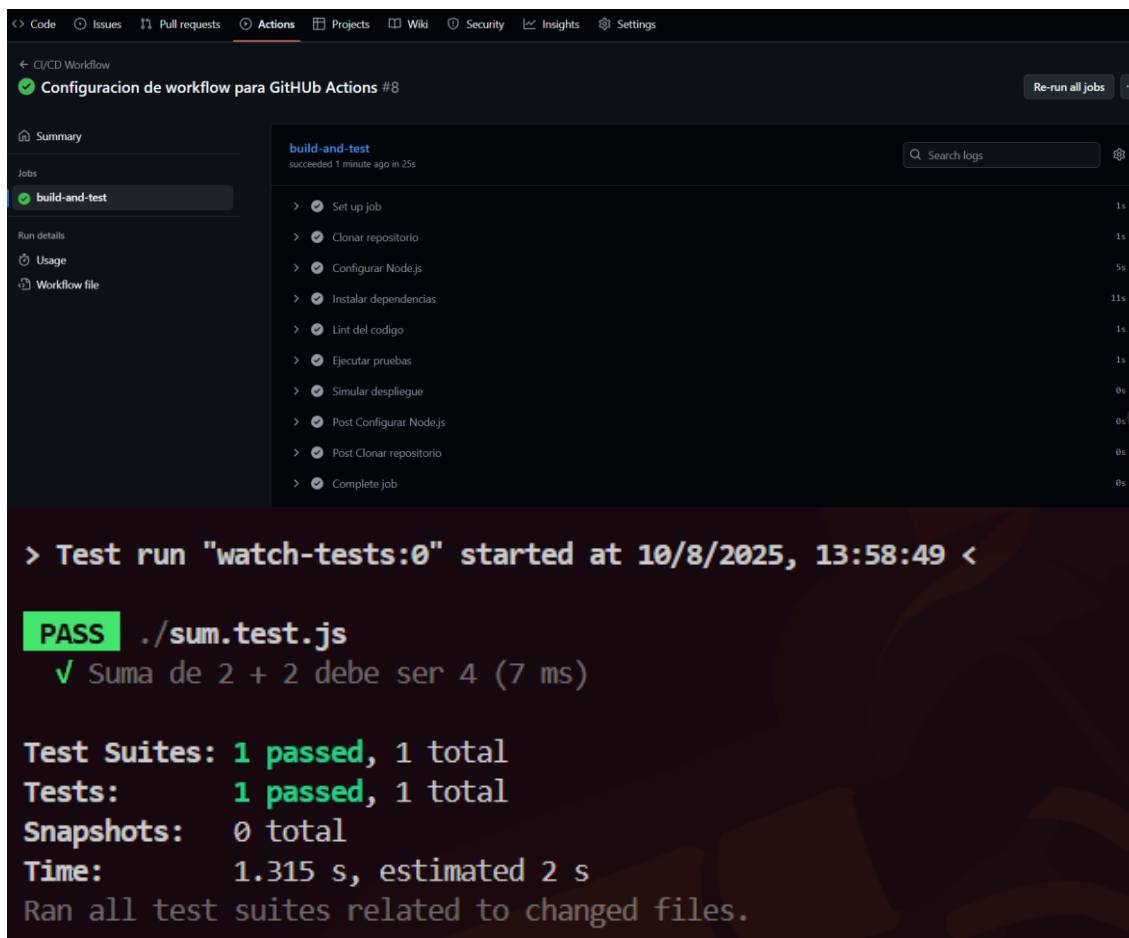 <> Code Issues Pull requests Actions Projects Wiki Security Insights Settings
← CI/CD Workflow
Configuracion de workflow para GitHUb Actions #8
Re-run all jobs
Summary
Jobs
build-and-test
Run details
Usage
Workflow file
build-and-test
succeeded 1 minute ago in 25s
Search logs
> Set up job 1s
> Clonar repositorio 1s
> Configurar Node.js 5s
> Instalar dependencias 11s
> Lint del codigo 1s
> Ejecutar pruebas 1s
> Simular despliegue 0s
> Post Configurar Node.js 0s
> Post Clonar repositorio 0s
> Complete job 0s
> Test run "watch-tests:0" started at 10/8/2025, 13:58:49 <
PASS ./sum.test.js
√ Suma de 2 + 2 debe ser 4 (7 ms)
Test Suites: 1 passed, 1 total
Tests: 1 passed, 1 total
Snapshots: 0 total
Time: 1.315 s, estimated 2 s
Ran all test suites related to changed files.